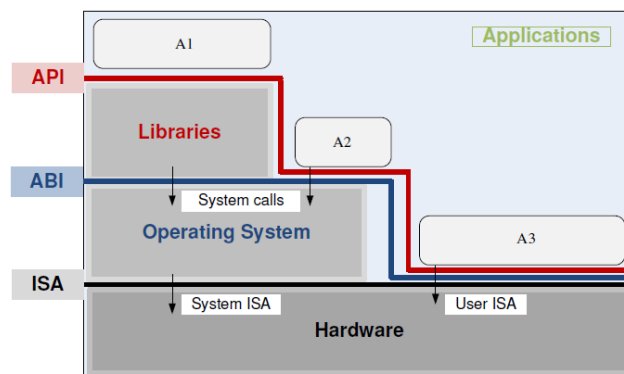 A1
Applications
API
Libraries
A2
ABI
System calls
Operating System
A3
ISA
System ISA
User ISA
Hardware